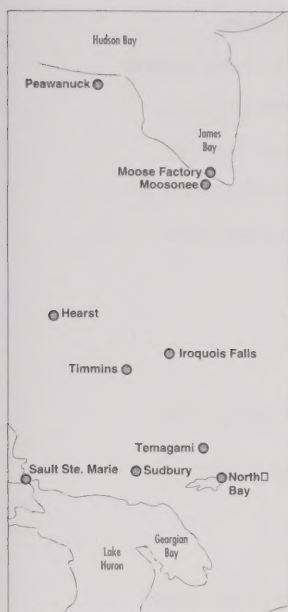 Hudson Bay
Peawanuck
James
Bay
Moose Factory
Moosonee
Hearst
Iroquois Falls
Timmins
Temagami
Sault Ste. Marie
Sudbury
North□
Bay
Georgian
Bay
Lake
Huron